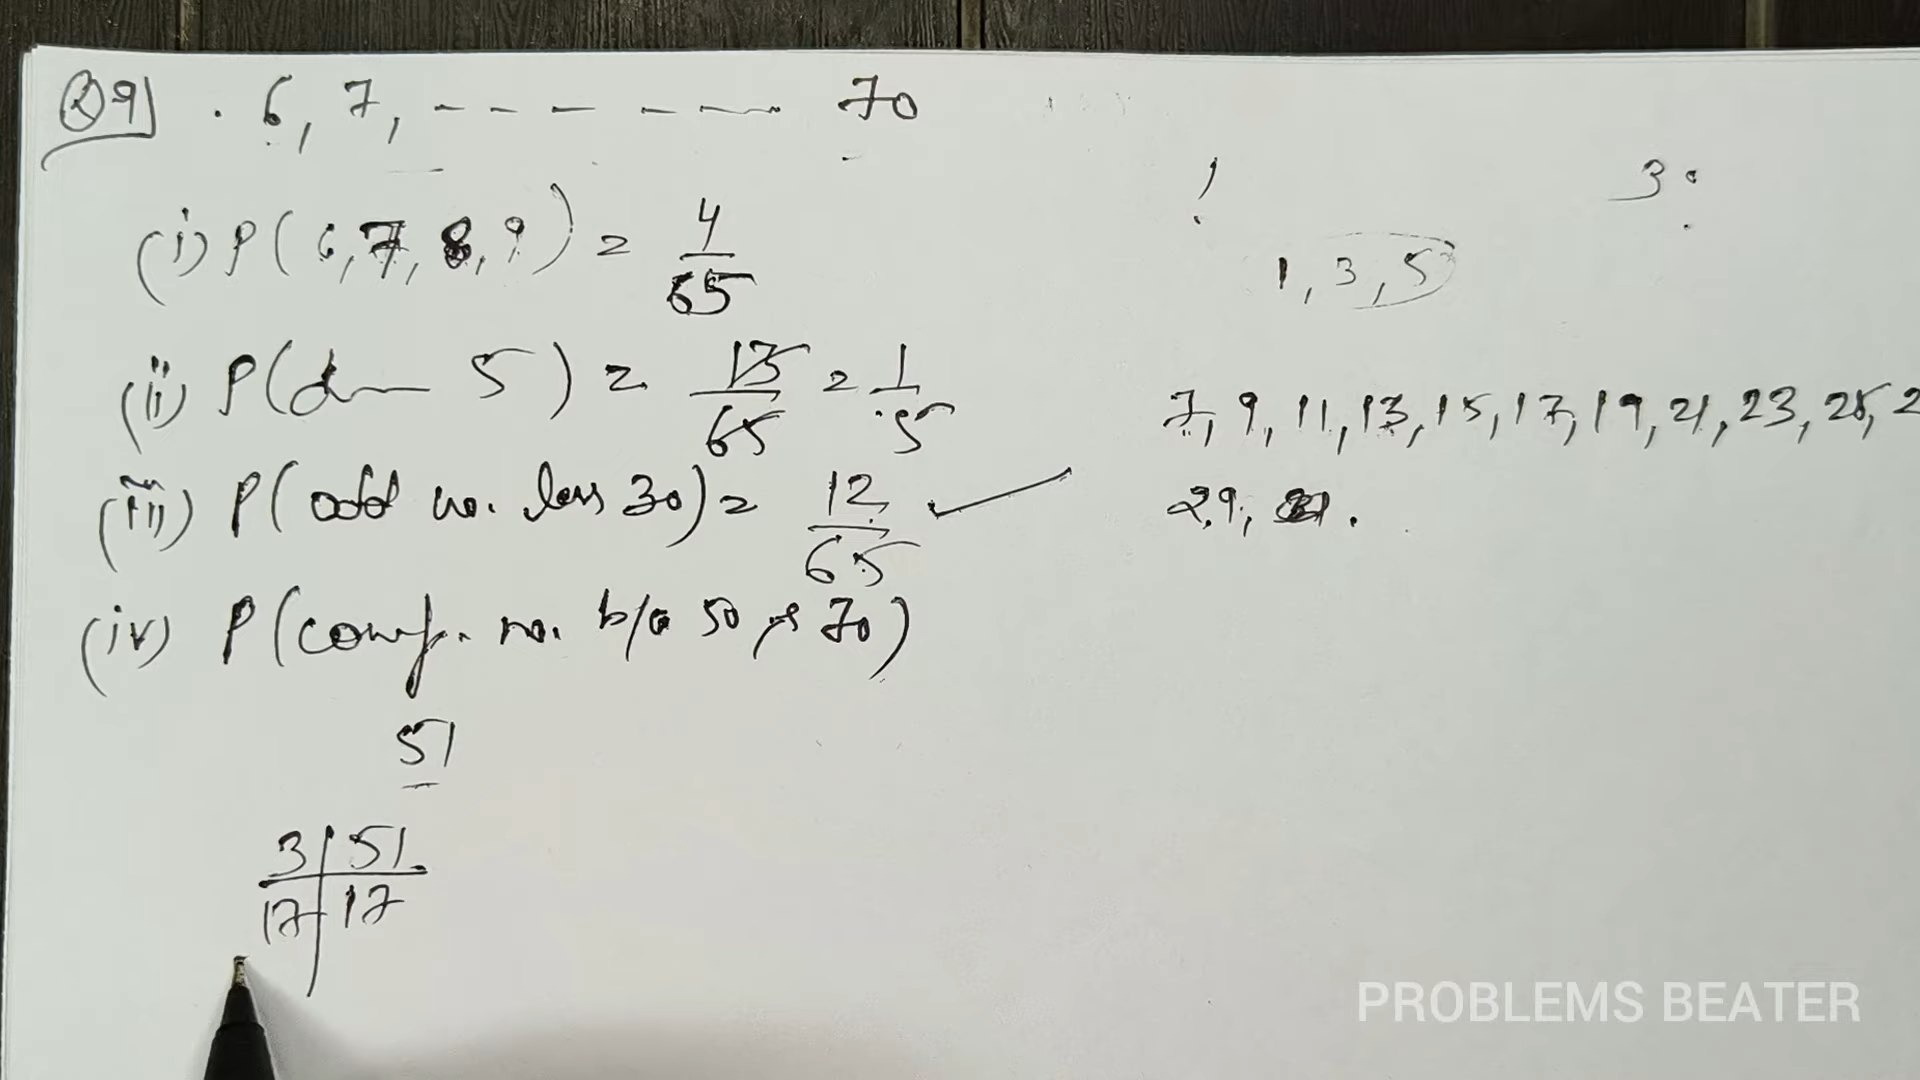 Q9] . 6, 7, - - - - - - 70
1 3
(i) P(6,7,8,9) = 4/65
1, 3, 5
(ii) P(d— 5) = 13/65 = 1/5
7, 9, 11, 13, 15, 17, 19, 21, 23, 25, 2
(iii) P(odd no. less 30) = 12/65 ✓
29,
(iv) P(comp. no. b/w 50 & 70)
51
3 | 51
17 | 17
PROBLEMS BEATER